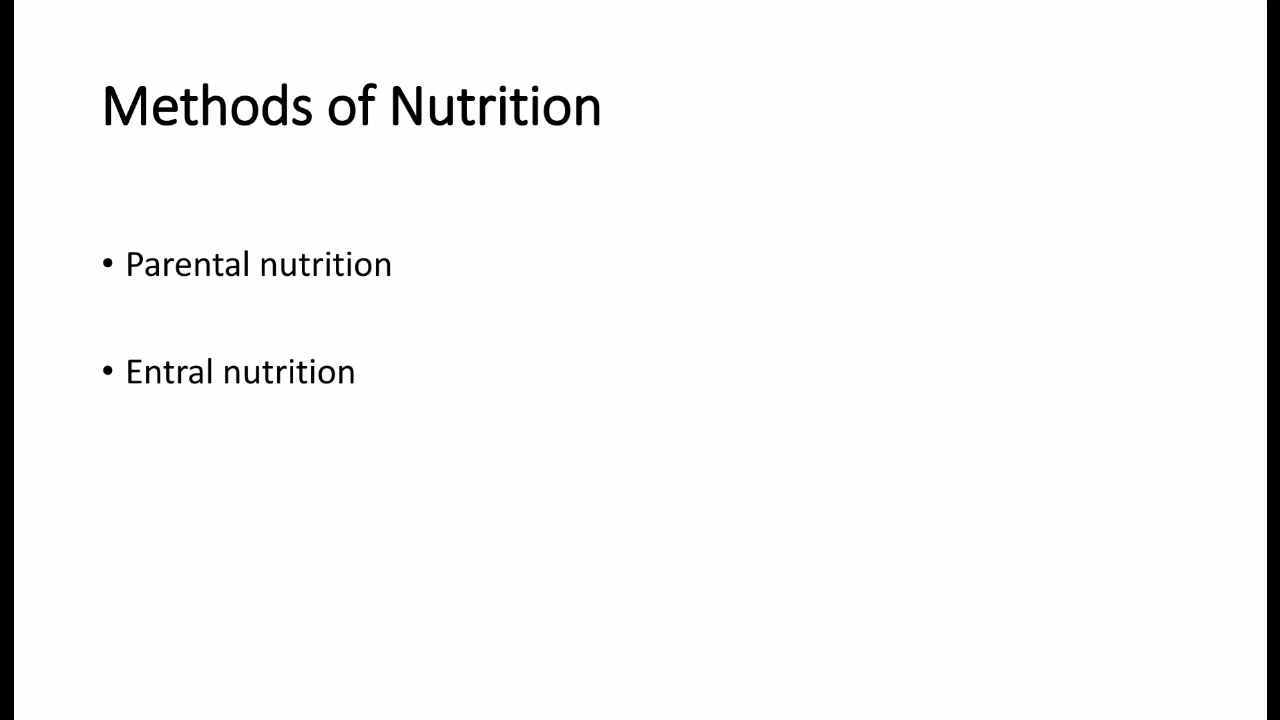 Methods of Nutrition
• Parental nutrition
• Entral nutrition